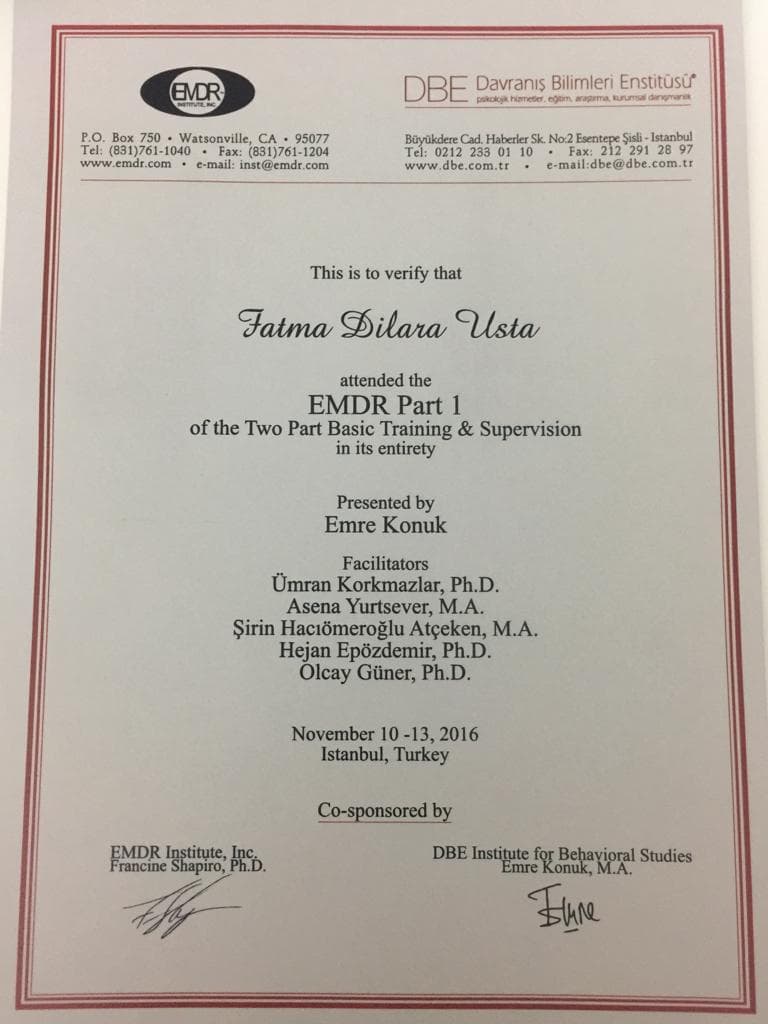 EMDR
INSTITUTE, INC.
P.O. Box 750 • Watsonville, CA • 95077
Tel: (831)761-1040 • Fax: (831)761-1204
www.emdr.com • e-mail: inst@emdr.com
DBE Davranış Bilimleri Enstitüsü®
psikolojik hizmetler, eğitim, araştırma, kurumsal danışmanlık
Büyükdere Cad. Haberler Sk. No:2 Esentepe Şisli - Istanbul
Tel: 0212 233 01 10 • Fax: 212 291 28 97
www.dbe.com.tr • e-mail:dbe@dbe.com.tr
This is to verify that
Fatma Dilara Usta
attended the
EMDR Part 1
of the Two Part Basic Training & Supervision
in its entirety
Presented by
Emre Konuk
Facilitators
Ümran Korkmazlar, Ph.D.
Asena Yurtsever, M.A.
Şirin Hacıömeroğlu Atçeken, M.A.
Hejan Epözdemir, Ph.D.
Olcay Güner, Ph.D.
November 10 -13, 2016
Istanbul, Turkey
Co-sponsored by
EMDR Institute, Inc.
Francine Shapiro, Ph.D.
DBE Institute for Behavioral Studies
Emre Konuk, M.A.